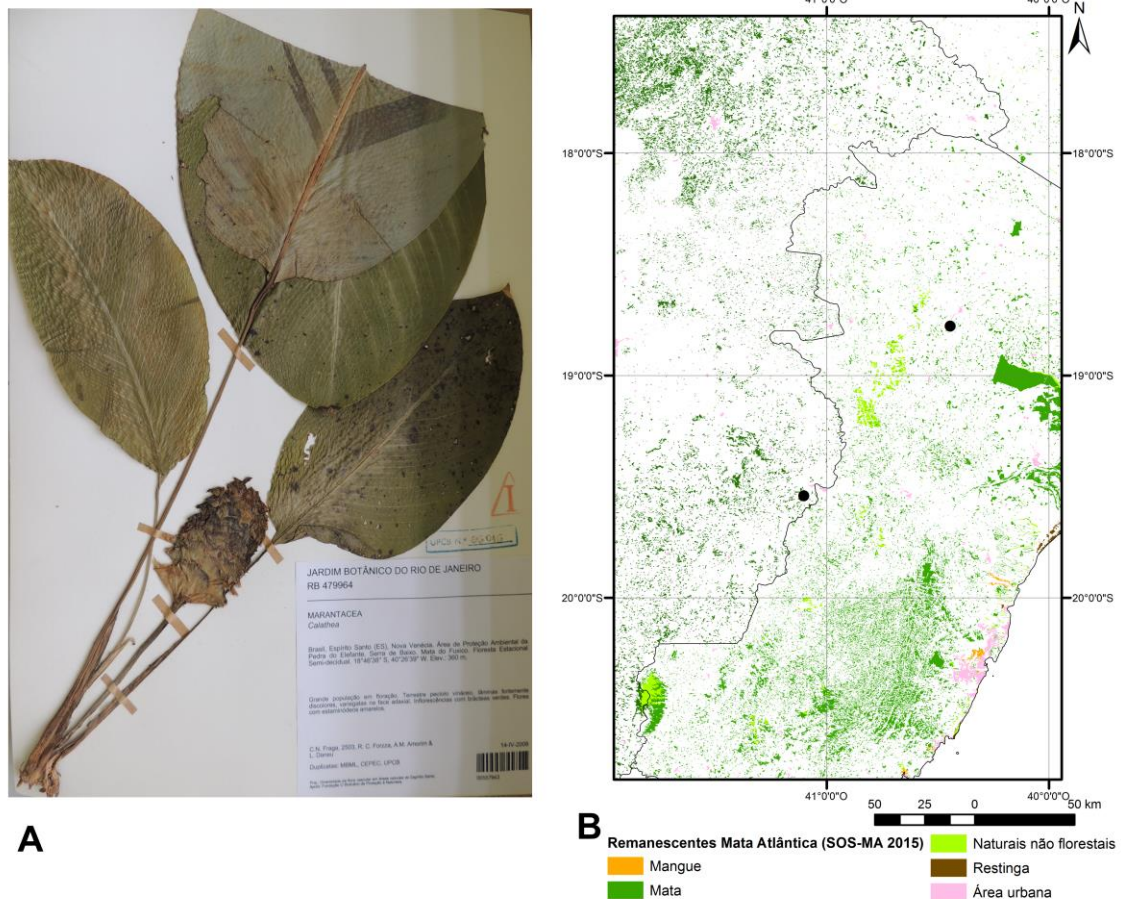 JARDIM BOTÂNICO DO RIO DE JANEIRO
RB 479964
MARANTACEA
Calathea
Brasil, Espírito Santo (ES), Nova Venécia, Área de Proteção Ambiental da
Pedra do Elefante, Serra de Baixo, Mata do Fuxico. Floresta Estacional
Semi-decidual, 18°46'38" S, 40°26'39" W. Elev.: 360 m.
Grande população em floração. Terrestre, pecíolo vináceo, lâminas fortemente
discolores, variegadas na face adaxial. Inflorescências com brácteas verdes. Flores
com estaminódeos amarelos.
C.N. Fraga, 2503, R. C. Forzza, A.M. Amorim &
L. Daneu
14-IV-2009
Duplicatas: MBML, CEPEC, UPCB
UPCB N.º
A
N
40°0'0"O
18°0'0"S
18°0'0"S
19°0'0"S
19°0'0"S
20°0'0"S
20°0'0"S
41°0'0"O
40°0'0"O
50 25 0 50 km
B
Remanescentes Mata Atlântica (SOS-MA 2015)
Mangue
Mata
Naturais não florestais
Restinga
Área urbana